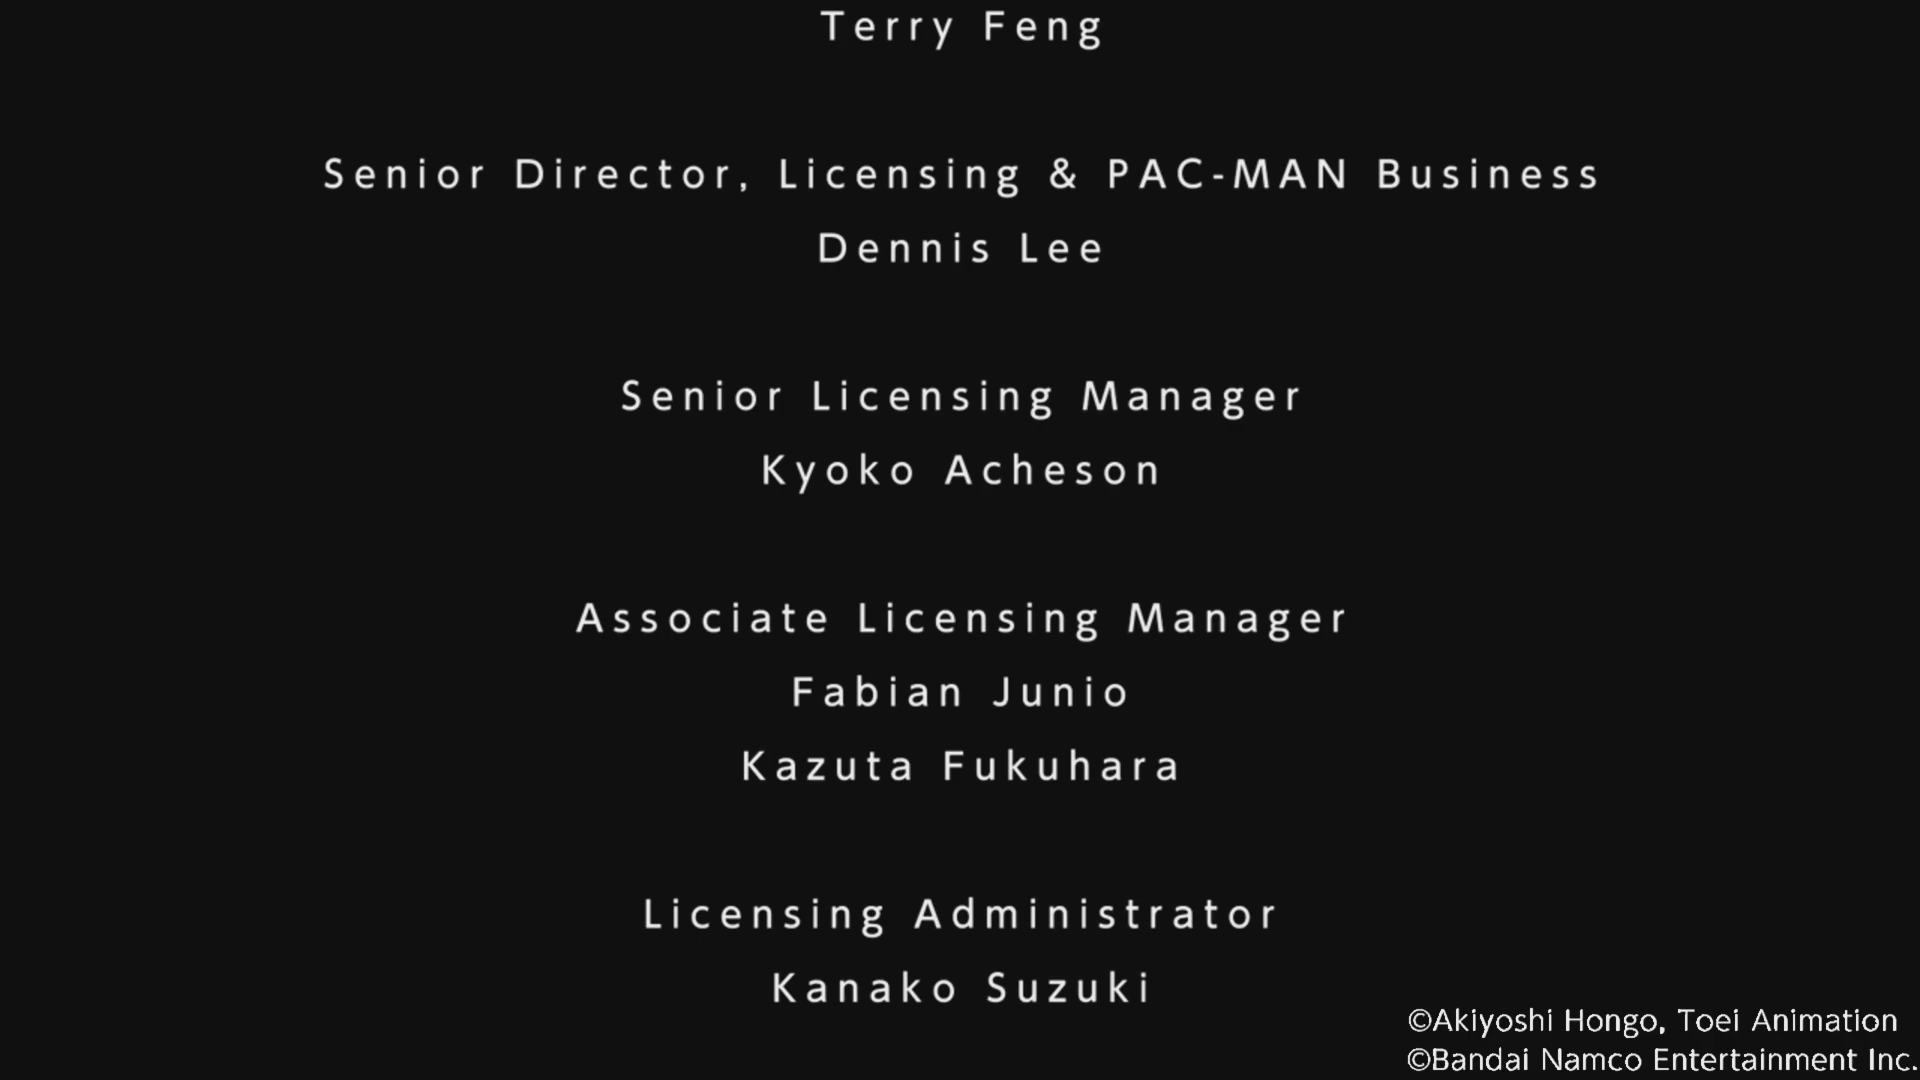 Terry Feng
Senior Director, Licensing & PAC-MAN Business
Dennis Lee
Senior Licensing Manager
Kyoko Acheson
Associate Licensing Manager
Fabian Junio
Kazuta Fukuhara
Licensing Administrator
Kanako Suzuki
©Akiyoshi Hongo, Toei Animation
©Bandai Namco Entertainment Inc.